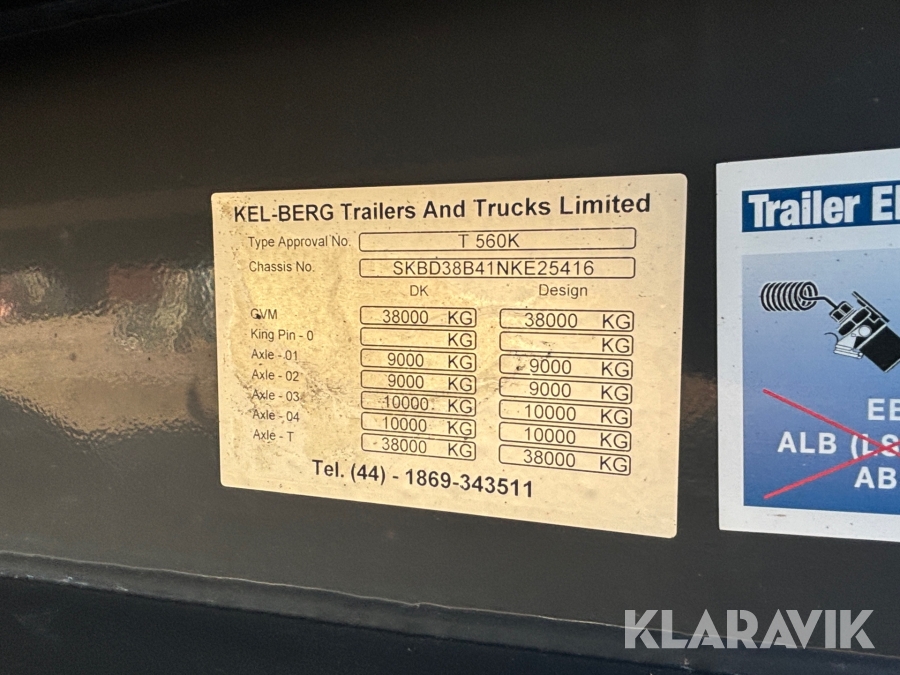 KEL-BERG Trailers And Trucks Limited
Type Approval No. T 560K
Chassis No. SKBD38B41NKE25416
DK Design
GVM 38000 KG 38000 KG
King Pin - 0 KG KG
Axle - 01 9000 KG 9000 KG
Axle - 02 9000 KG 9000 KG
Axle - 03 10000 KG 10000 KG
Axle - 04 10000 KG 10000 KG
Axle - T 38000 KG 38000 KG
Tel. (44) - 1869-343511
Trailer
ALB
KLARAVIK